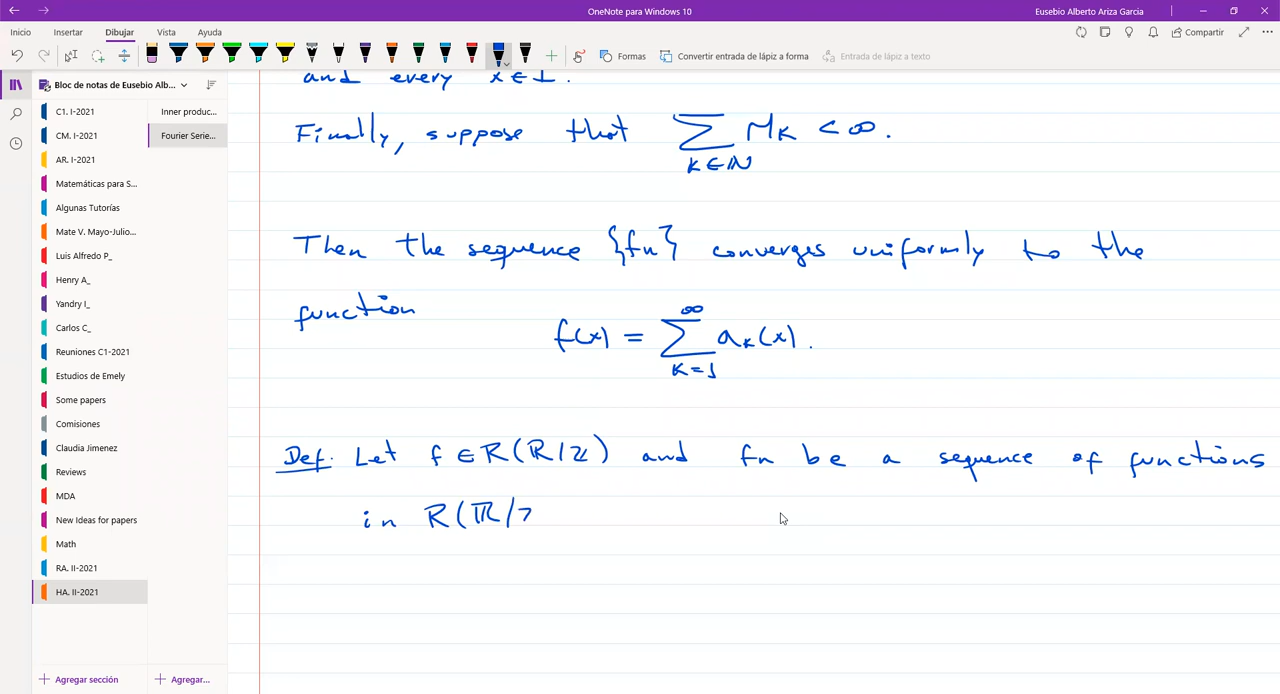 OneNote para Windows 10
Eusebio Alberto Ariza Garcia
Inicio
Insertar
Dibujar
Vista
Ayuda
Compartir
Formas
Convertir entrada de lápiz a forma
Entrada de lápiz a texto
Bloc de notas de Eusebio Alb...
C1. I-2021
CM. I-2021
AR. I-2021
Matemáticas para S...
Algunas Tutorías
Mate V. Mayo-Julio...
Luis Alfredo P_
Henry A_
Yandry I_
Carlos C_
Reuniones C1-2021
Estudios de Emely
Some papers
Comisiones
Claudia Jimenez
Reviews
MDA
New Ideas for papers
Math
RA. II-2021
HA. II-2021
Agregar sección
Inner produc...
Fourier Serie...
Agregar...
and every x ∈ I.
Finally, suppose that ∑_{k∈ℕ} M_k < ∞.
Then the sequence {fn} converges uniformly to the
function
f(x) = ∑_{k=1}^{∞} a_k(x).
Def. Let f ∈ R(ℝ/ℤ) and fn be a sequence of functions
in R(ℝ/